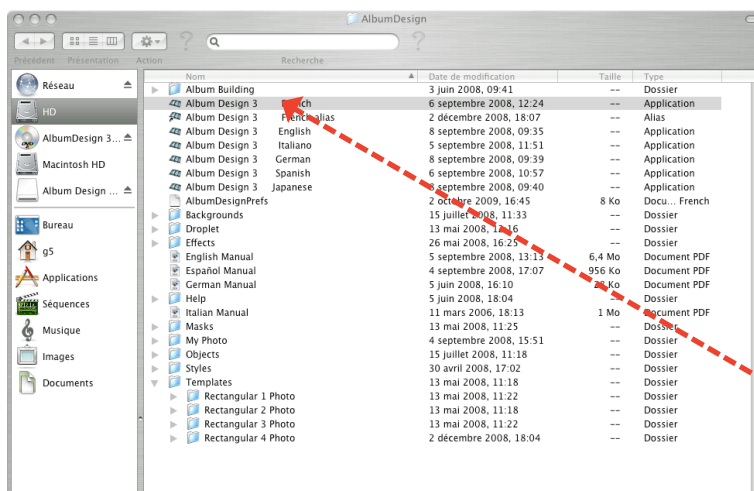 AlbumDesign
Précédent Présentation Action Recherche
Nom Date de modification Taille Type
Réseau
HD
AlbumDesign 3...
Macintosh HD
Album Design ...
Bureau
g5
Applications
Séquences
Musique
Images
Documents
Album Building 3 juin 2008, 09:41 -- Dossier
Album Design 3 6 septembre 2008, 12:24 -- Application
Album Design 3 French alias 2 décembre 2008, 18:07 -- Alias
Album Design 3 English 8 septembre 2008, 09:35 -- Application
Album Design 3 Italiano 5 septembre 2008, 11:51 -- Application
Album Design 3 German 8 septembre 2008, 09:39 -- Application
Album Design 3 Spanish 6 septembre 2008, 10:57 -- Application
Album Design 3 Japanese septembre 2008, 09:40 -- Application
AlbumDesignPrefs 2 octobre 2009, 16:45 8 Ko Docu... French
Backgrounds 15 juillet 2008, 11:33 -- Dossier
Droplet 13 mai 2008, -- Dossier
Effects 26 mai 2008, 16:25 -- Dossier
English Manual 5 septembre 2008, 13:13 6,4 Mo Document PDF
Español Manual 4 septembre 2008, 17:07 956 Ko Document PDF
German Manual 5 juin 2008, 16:10 Ko Document PDF
Help 5 juin 2008, 18:04 -- Dossier
Italian Manual 11 mars 2006, 18:13 1 Mo Document PDF
Masks 13 mai 2008, 11:25 -- Dossier
My Photo 4 septembre 2008, 15:51 -- Dossier
Objects 15 juillet 2008, 11:18 -- Dossier
Styles 30 avril 2008, 17:02 -- Dossier
Templates 13 mai 2008, 11:18 -- Dossier
Rectangular 1 Photo 13 mai 2008, 11:22 -- Dossier
Rectangular 2 Photo 13 mai 2008, 11:18 -- Dossier
Rectangular 3 Photo 13 mai 2008, 11:22 -- Dossier
Rectangular 4 Photo 2 décembre 2008, 18:04 -- Dossier